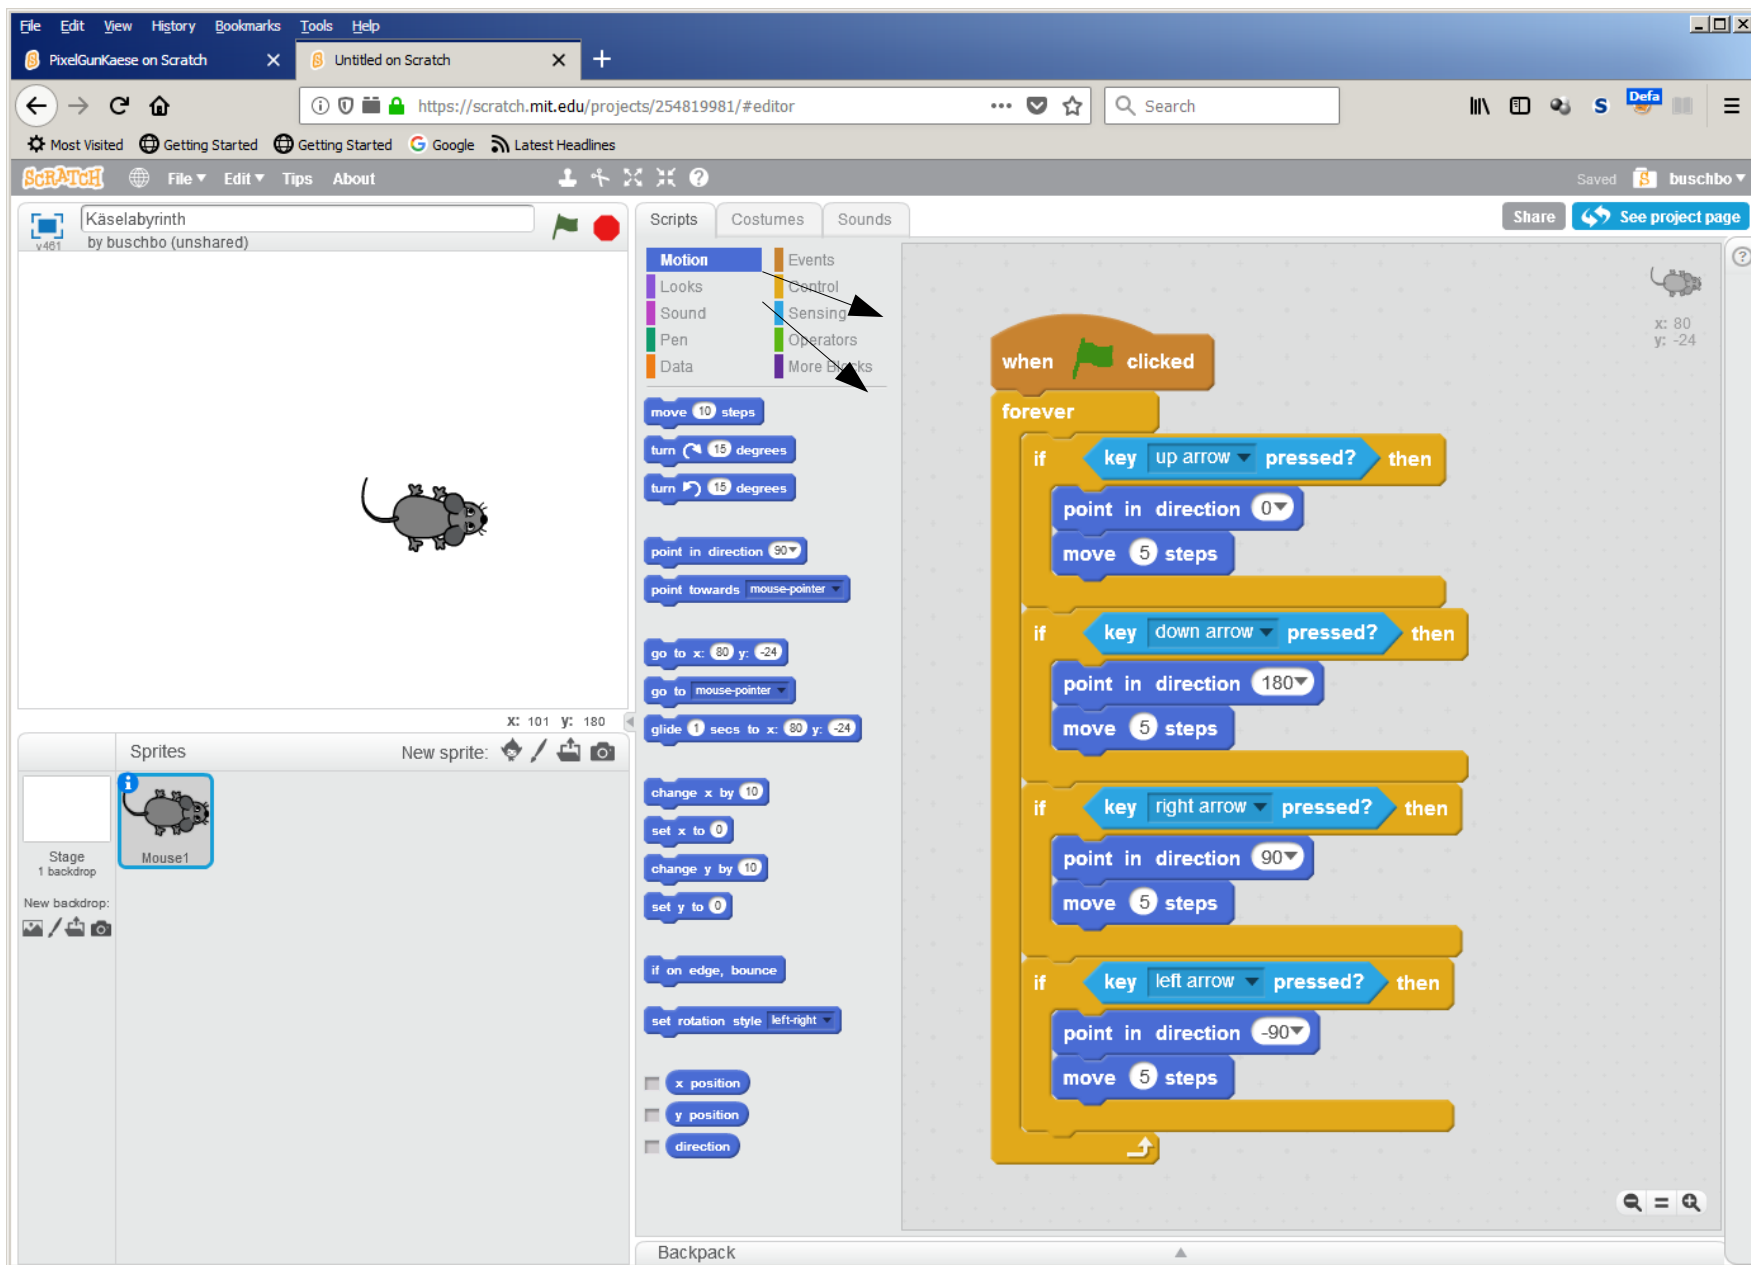 File Edit View History Bookmarks Tools Help
PixelGunKaese on Scratch
Untitled on Scratch
https://scratch.mit.edu/projects/254819981/#editor
Search
S
Defa
Most Visited Getting Started Getting Started Google Latest Headlines
SCRATCH File Edit Tips About
Saved buschbo
v461
Käselabyrinth
by buschbo (unshared)
Scripts Costumes Sounds
Share
See project page
Motion
Looks
Sound
Pen
Data
Events
Control
Sensing
Operators
More Blocks
move 10 steps
turn 15 degrees
turn 15 degrees
point in direction 90
point towards mouse-pointer
go to x: 80 y: -24
go to mouse-pointer
glide 1 secs to x: 80 y: -24
change x by 10
set x to 0
change y by 10
set y to 0
if on edge, bounce
set rotation style left-right
x position
y position
direction
x: 80
y: -24
when clicked
forever
if key up arrow pressed? then
point in direction 0
move 5 steps
if key down arrow pressed? then
point in direction 180
move 5 steps
if key right arrow pressed? then
point in direction 90
move 5 steps
if key left arrow pressed? then
point in direction -90
move 5 steps
X: 101 y: 180
Sprites
New sprite:
Stage
1 backdrop
New backdrop:
Mouse1
Backpack